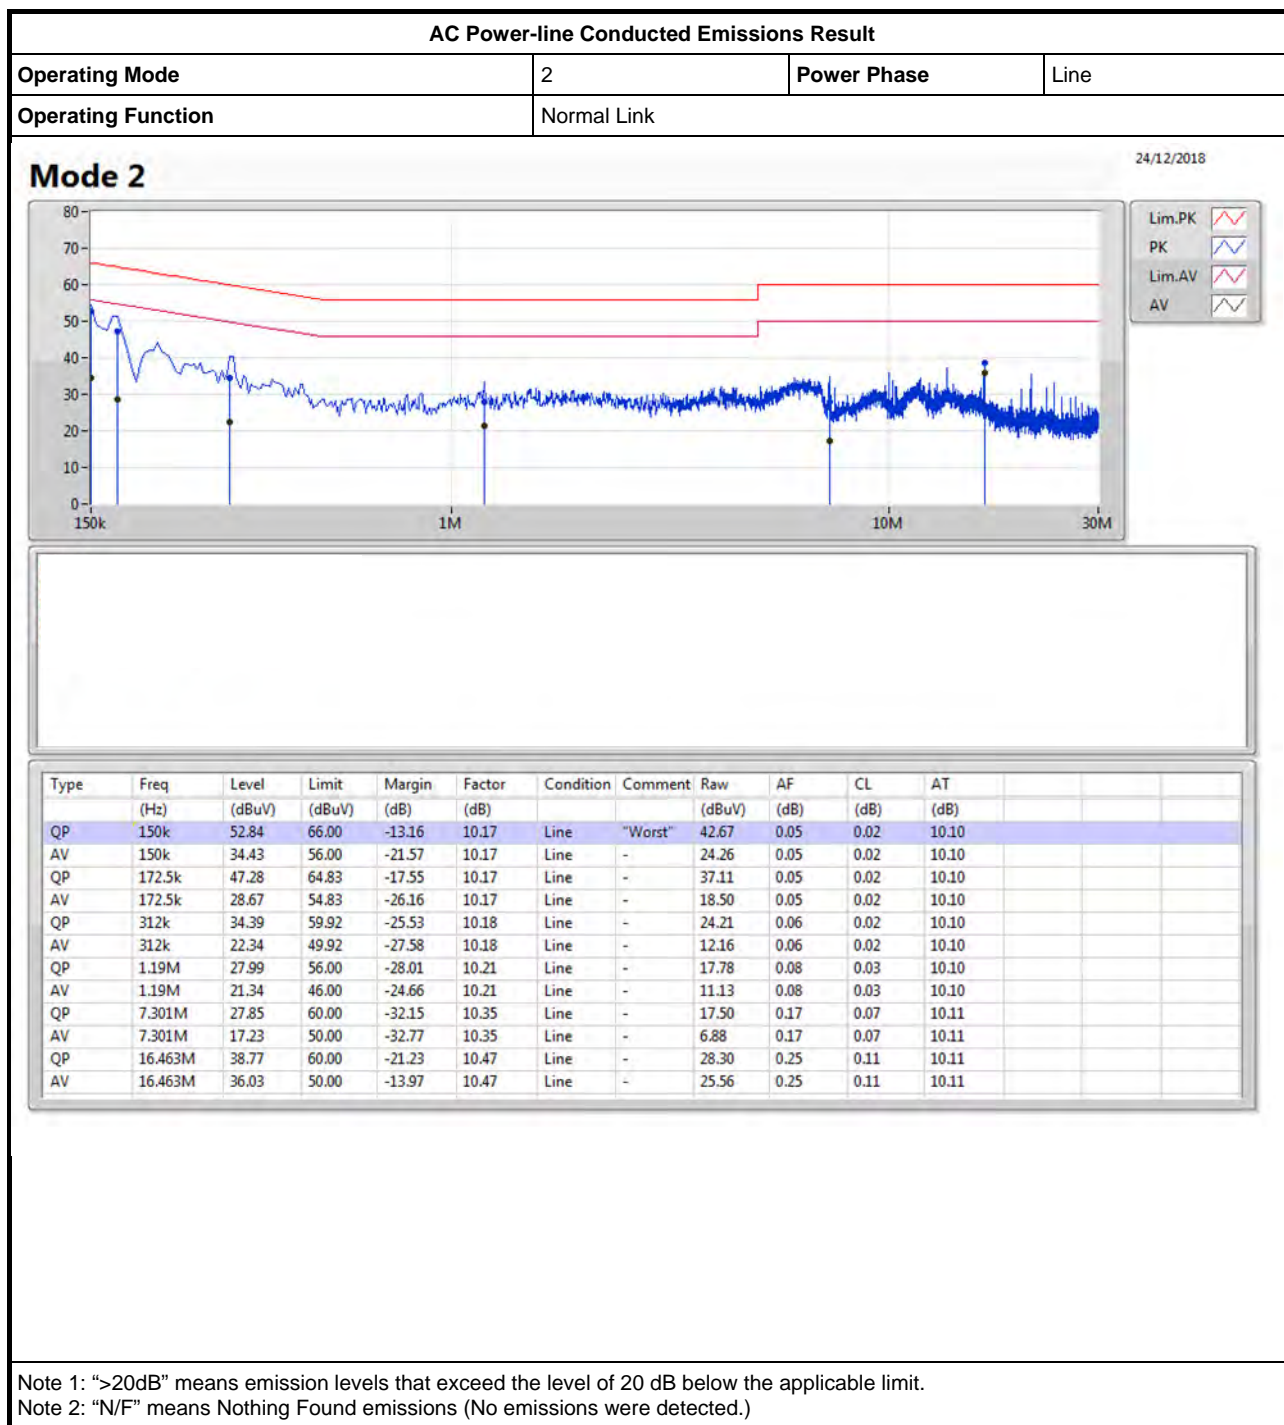 AC Power-line Conducted Emissions Result
Operating Mode 2 Power Phase Line
Operating Function Normal Link
24/12/2018
Mode 2
80
70
60
50
40
30
20
10
0
150k 1M 10M 30M
Lim.PK
PK
Lim.AV
AV
Type Freq Level Limit Margin Factor Condition Comment Raw AF CL AT
(Hz) (dBuV) (dBuV) (dB) (dB) (dBuV) (dB) (dB) (dB)
QP 150k 52.84 66.00 -13.16 10.17 Line "Worst" 42.67 0.05 0.02 10.10
AV 150k 34.43 56.00 -21.57 10.17 Line - 24.26 0.05 0.02 10.10
QP 172.5k 47.28 64.83 -17.55 10.17 Line - 37.11 0.05 0.02 10.10
AV 172.5k 28.67 54.83 -26.16 10.17 Line - 18.50 0.05 0.02 10.10
QP 312k 34.39 59.92 -25.53 10.18 Line - 24.21 0.06 0.02 10.10
AV 312k 22.34 49.92 -27.58 10.18 Line - 12.16 0.06 0.02 10.10
QP 1.19M 27.99 56.00 -28.01 10.21 Line - 17.78 0.08 0.03 10.10
AV 1.19M 21.34 46.00 -24.66 10.21 Line - 11.13 0.08 0.03 10.10
QP 7.301M 27.85 60.00 -32.15 10.35 Line - 17.50 0.17 0.07 10.11
AV 7.301M 17.23 50.00 -32.77 10.35 Line - 6.88 0.17 0.07 10.11
QP 16.463M 38.77 60.00 -21.23 10.47 Line - 28.30 0.25 0.11 10.11
AV 16.463M 36.03 50.00 -13.97 10.47 Line - 25.56 0.25 0.11 10.11
Note 1: “>20dB” means emission levels that exceed the level of 20 dB below the applicable limit.
Note 2: “N/F” means Nothing Found emissions (No emissions were detected.)